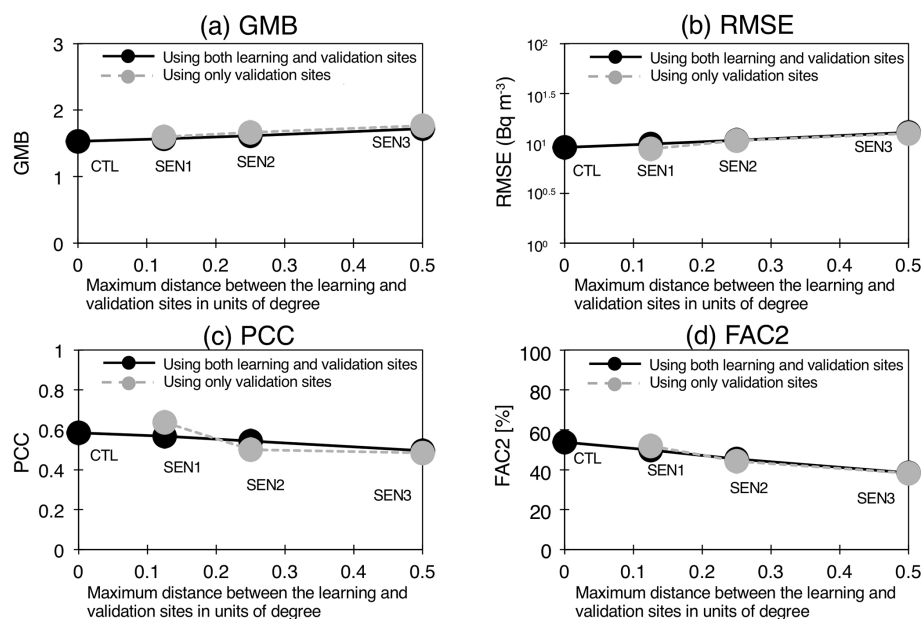 (a) GMB
3
2
1
0
GMB
Using both learning and validation sites
Using only validation sites
CTL
SEN1
SEN2
SEN3
0 0.1 0.2 0.3 0.4 0.5
Maximum distance between the learning and
validation sites in units of degree
(b) RMSE
10²
10¹·⁵
10¹
10⁰·⁵
10⁰
RMSE (Bq m⁻³)
Using both learning and validation sites
Using only validation sites
CTL
SEN1
SEN2
SEN3
0 0.1 0.2 0.3 0.4 0.5
Maximum distance between the learning and
validation sites in units of degree
(c) PCC
1
0.8
0.6
0.4
0.2
0
PCC
Using both learning and validation sites
Using only validation sites
CTL
SEN1
SEN2
SEN3
0 0.1 0.2 0.3 0.4 0.5
Maximum distance between the learning and
validation sites in units of degree
(d) FAC2
100
80
60
40
20
0
FAC2 [%]
Using both learning and validation sites
Using only validation sites
CTL
SEN1
SEN2
SEN3
0 0.1 0.2 0.3 0.4 0.5
Maximum distance between the learning and
validation sites in units of degree